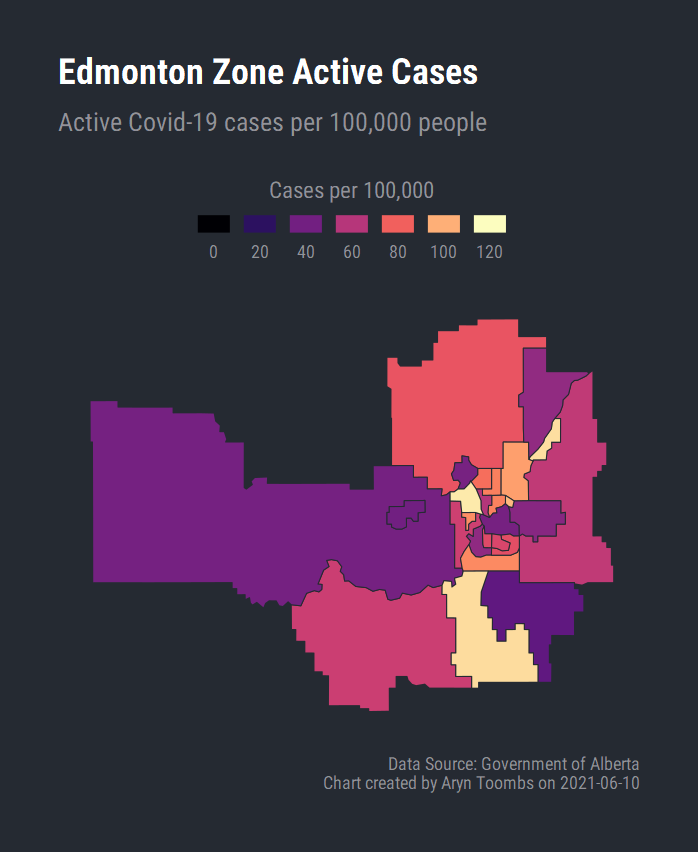 Edmonton Zone Active Cases
Active Covid-19 cases per 100,000 people
Cases per 100,000
0 20 40 60 80 100 120
Data Source: Government of Alberta
Chart created by Aryn Toombs on 2021-06-10